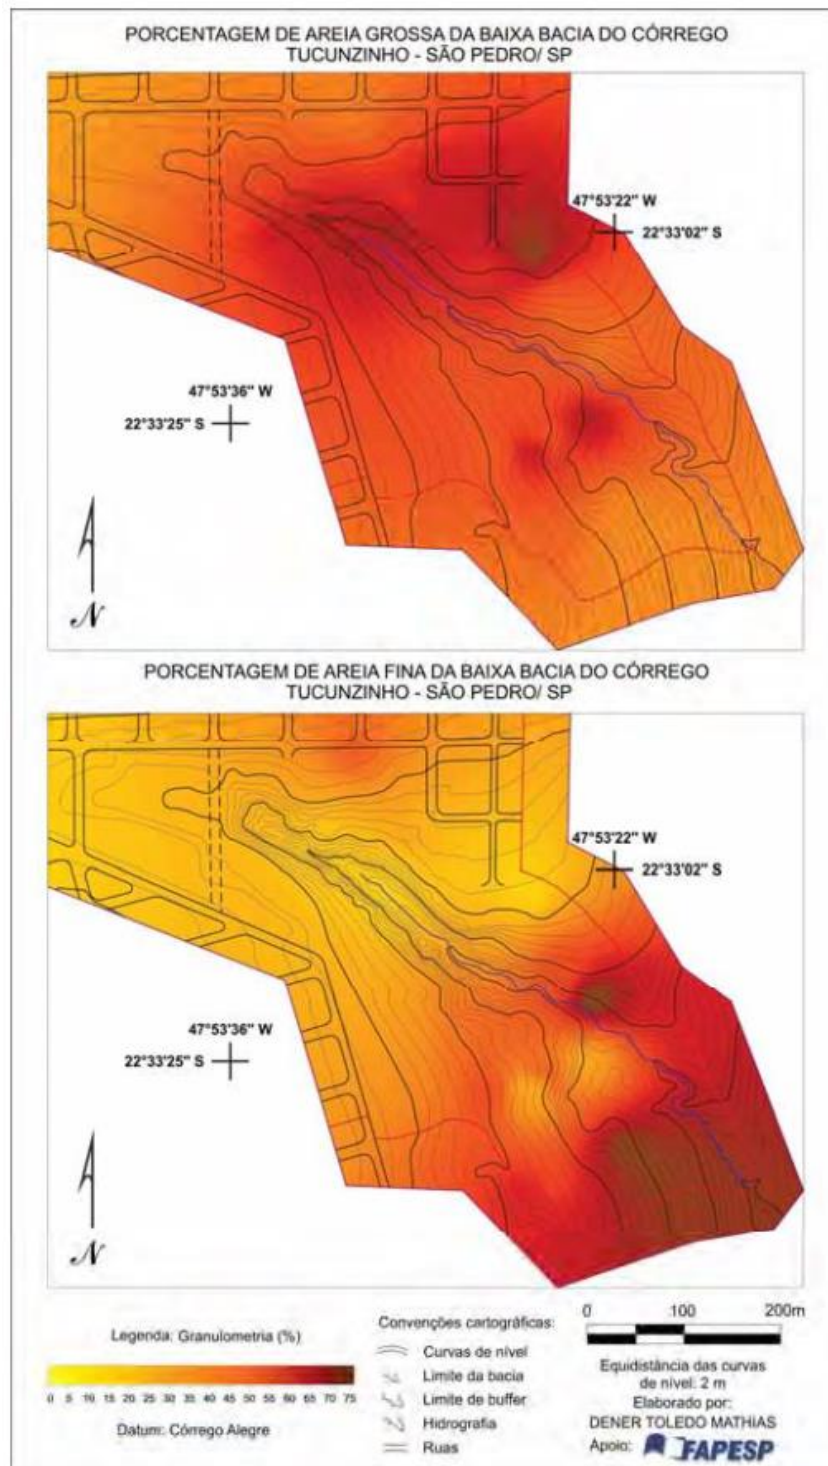 PORCENTAGEM DE AREIA GROSSA DA BAIXA BACIA DO CÓRREGO
TUCUNZINHO - SÃO PEDRO/ SP
47°53'22" W
22°33'02" S
47°53'36" W
22°33'25" S
N
PORCENTAGEM DE AREIA FINA DA BAIXA BACIA DO CÓRREGO
TUCUNZINHO - SÃO PEDRO/ SP
47°53'22" W
22°33'02" S
47°53'36" W
22°33'25" S
N
Legenda: Granulometria (%)
0 5 10 15 20 25 30 35 40 45 50 55 60 65 70 75
Datum: Córrego Alegre
Convenções cartográficas:
Curvas de nível
Limite da bacia
Limite de buffer
Hidrografia
Ruas
0 100 200m
Equidistância das curvas
de nível: 2 m
Elaborado por:
DENER TOLEDO MATHIAS
Apoio: FAPESP